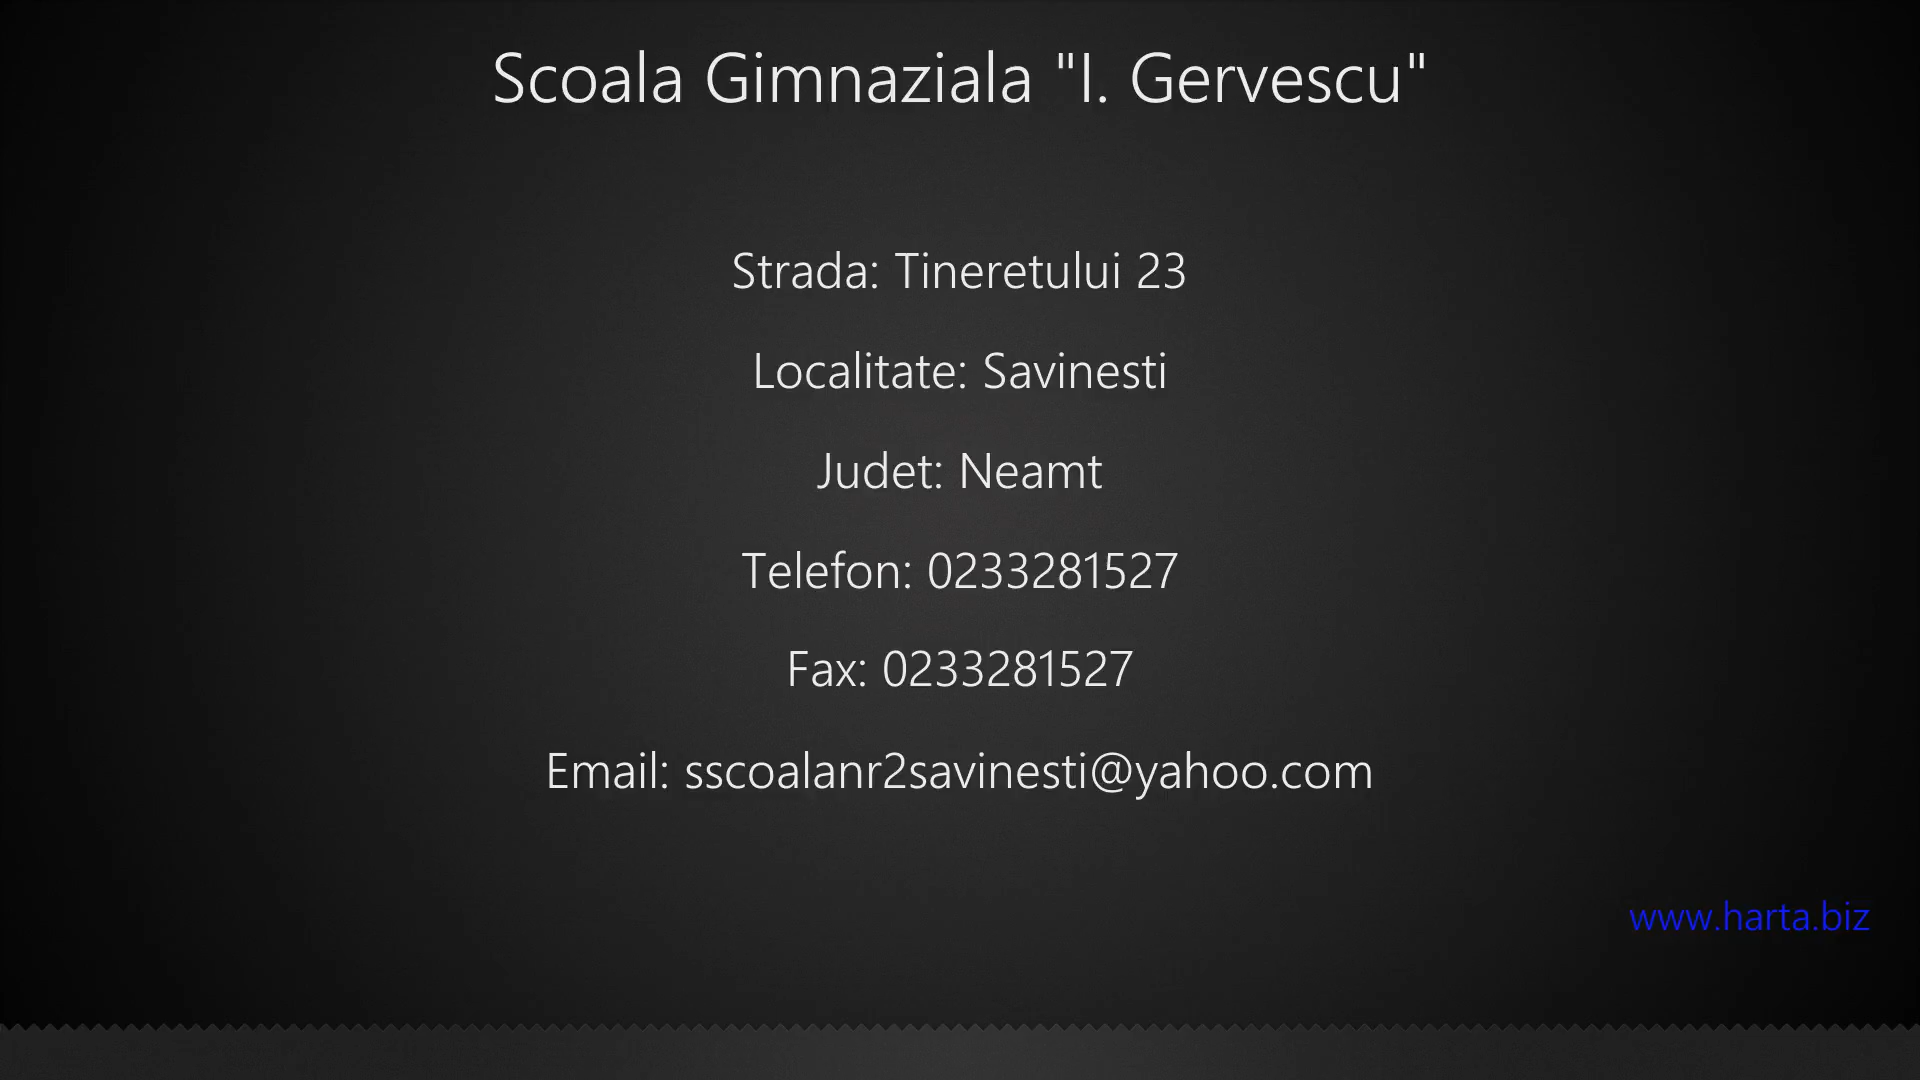 Scoala Gimnaziala "I. Gervescu"
Strada: Tineretului 23
Localitate: Savinesti
Judet: Neamt
Telefon: 0233281527
Fax: 0233281527
Email: sscoalanr2savinesti@yahoo.com
www.harta.biz